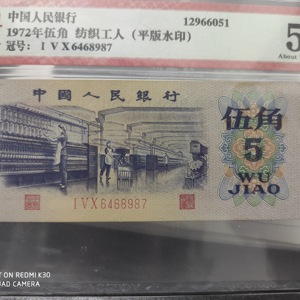 中国人民银行 12966051
1972年伍角 纺织工人（平版水印） 5
冠号： I V X 6468987 About
中國人民银行 伍角
5
WU
I V X 6468987 JIAO
ON REDMI K30
UAD CAMERA